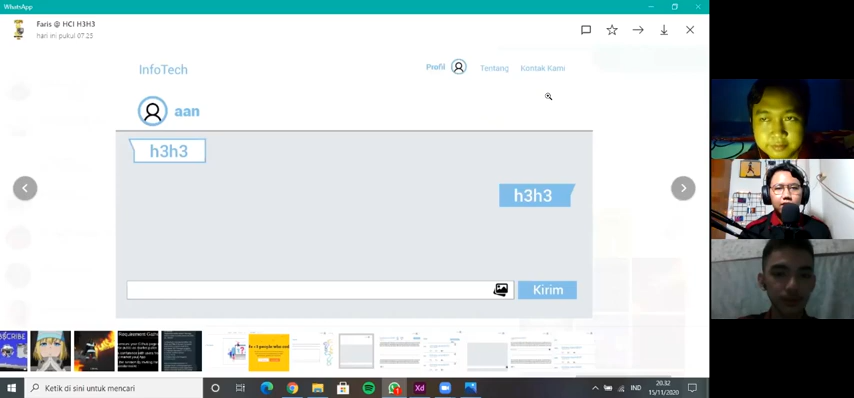 WhatsApp
Faris @ HCI H3H3
hari ini pukul 07.25
InfoTech
Profil
Tentang
Kontak Kami
aan
h3h3
h3h3
Kirim
Ketik di sini untuk mencari
IND
20.32
15/11/2020